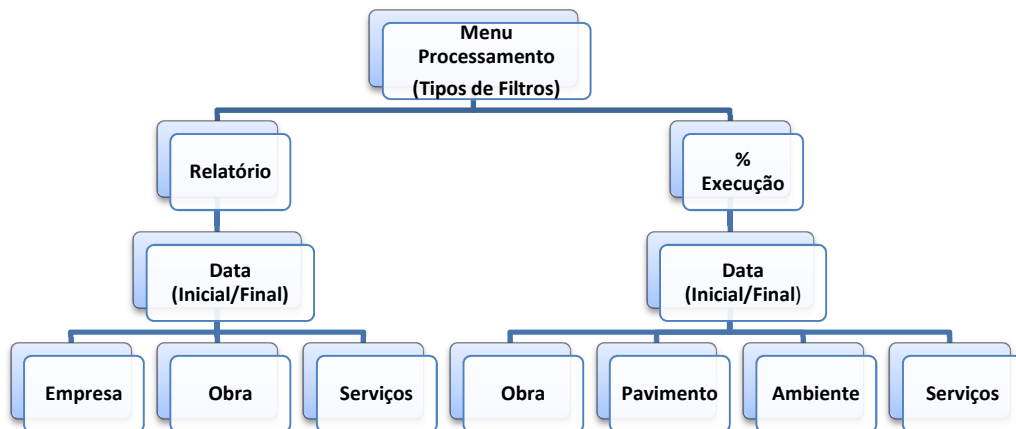 Menu
Processamento
(Tipos de Filtros)
Relatório
%
Execução
Data
(Inicial/Final)
Data
(Inicial/Final)
Empresa
Obra
Serviços
Obra
Pavimento
Ambiente
Serviços